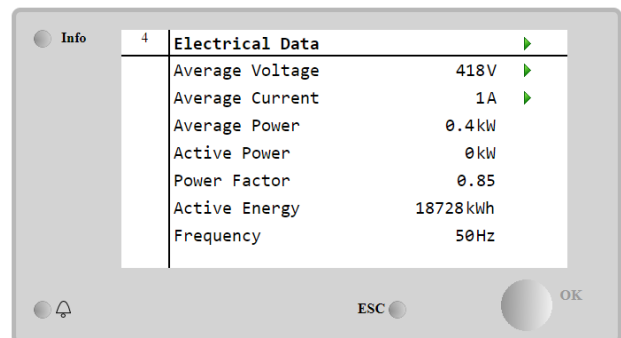 Info
4 Electrical Data
Average Voltage 418V
Average Current 1A
Average Power 0.4kW
Active Power 0kW
Power Factor 0.85
Active Energy 18728kWh
Frequency 50Hz
ESC
OK